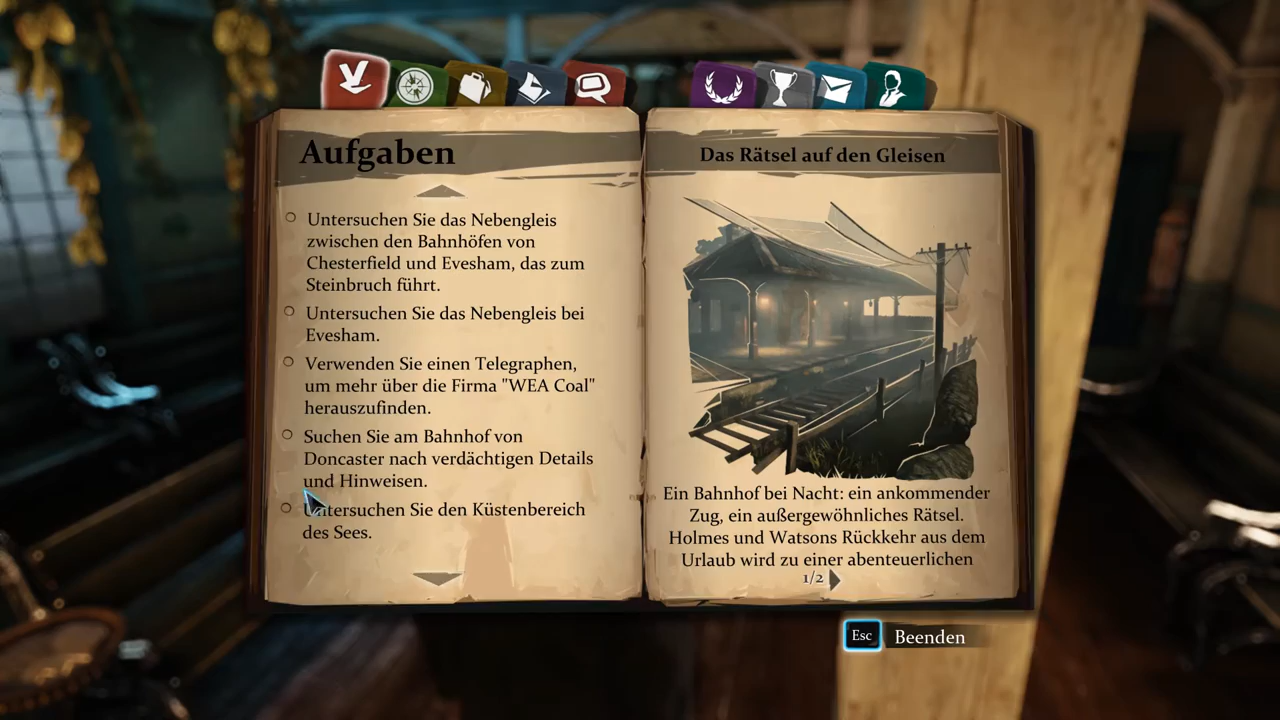 Aufgaben
Untersuchen Sie das Nebengleis
zwischen den Bahnhöfen von
Chesterfield und Evesham, das zum
Steinbruch führt.
Untersuchen Sie das Nebengleis bei
Evesham.
Verwenden Sie einen Telegraphen,
um mehr über die Firma "WEA Coal"
herauszufinden.
Suchen Sie am Bahnhof von
Doncaster nach verdächtigen Details
und Hinweisen.
Untersuchen Sie den Küstenbereich
des Sees.
Das Rätsel auf den Gleisen
Ein Bahnhof bei Nacht: ein ankommender
Zug, ein außergewöhnliches Rätsel.
Holmes und Watsons Rückkehr aus dem
Urlaub wird zu einer abenteuerlichen
1/2
Esc Beenden